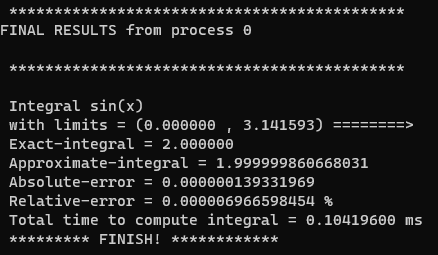 ********************************************
FINAL RESULTS from process 0
********************************************
Integral sin(x)
with limits = (0.000000 , 3.141593) ========>
Exact-integral = 2.000000
Approximate-integral = 1.999999860668031
Absolute-error = 0.000000139331969
Relative-error = 0.000006966598454 %
Total time to compute integral = 0.10419600 ms
********* FINISH! ************